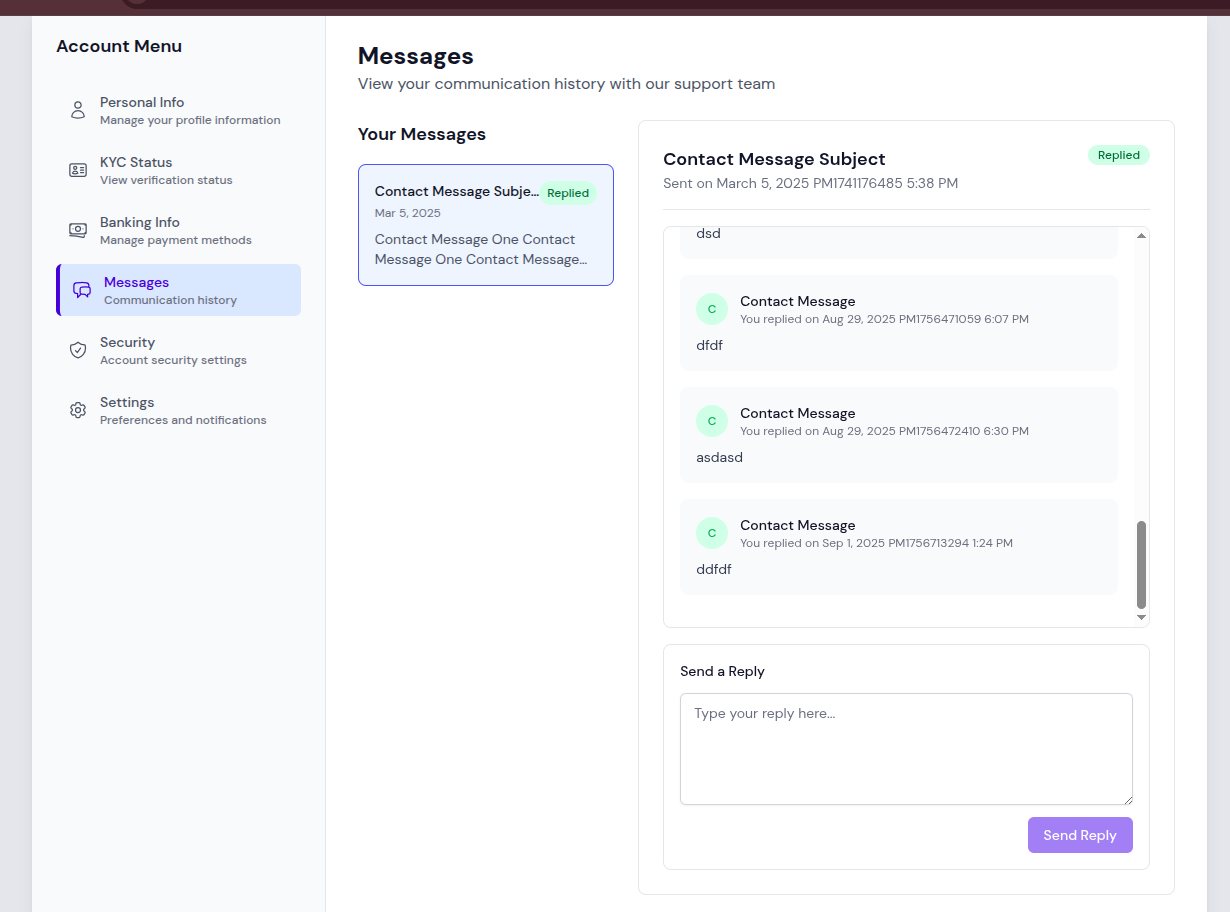 Account Menu
Personal Info
Manage your profile information
KYC Status
View verification status
Banking Info
Manage payment methods
Messages
Communication history
Security
Account security settings
Settings
Preferences and notifications
Messages
View your communication history with our support team
Your Messages
Contact Message Subje... Replied
Mar 5, 2025
Contact Message One Contact
Message One Contact Message...
Contact Message Subject
Replied
Sent on March 5, 2025 PM1741176485 5:38 PM
dsd
C
Contact Message
You replied on Aug 29, 2025 PM1756471059 6:07 PM
dfdf
C
Contact Message
You replied on Aug 29, 2025 PM1756472410 6:30 PM
asdasd
C
Contact Message
You replied on Sep 1, 2025 PM1756713294 1:24 PM
ddfdf
Send a Reply
Type your reply here...
Send Reply